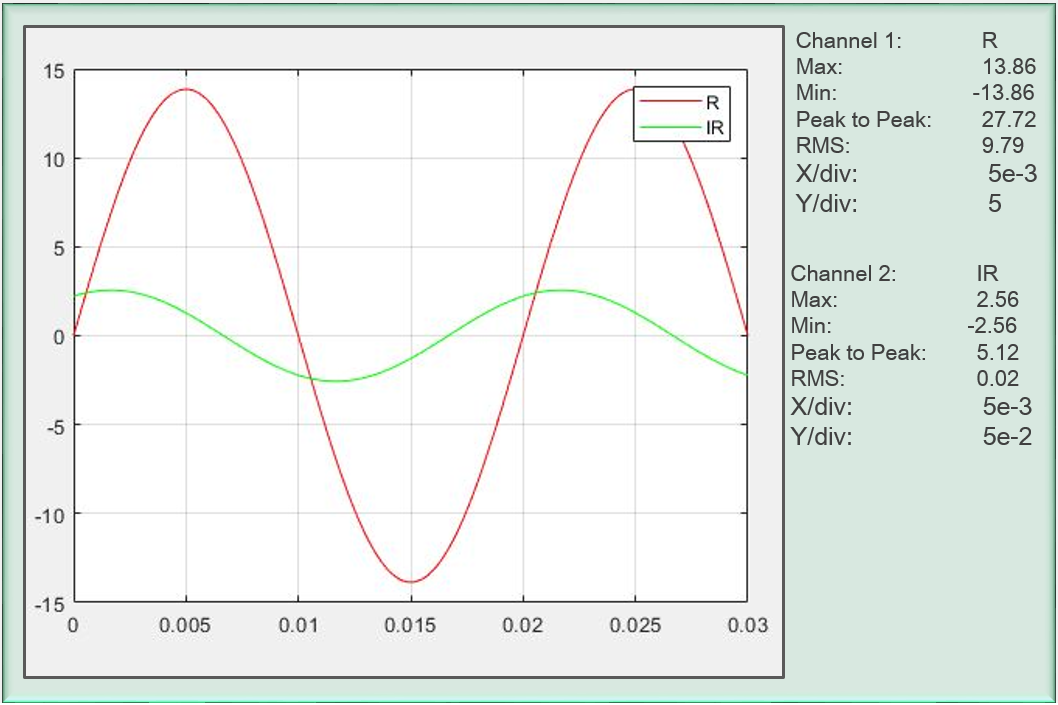 15
10
5
0
-5
-10
-15
0 0.005 0.01 0.015 0.02 0.025 0.03
R
IR
Channel 1: R
Max: 13.86
Min: -13.86
Peak to Peak: 27.72
RMS: 9.79
X/div: 5e-3
Y/div: 5
Channel 2: IR
Max: 2.56
Min: -2.56
Peak to Peak: 5.12
RMS: 0.02
X/div: 5e-3
Y/div: 5e-2